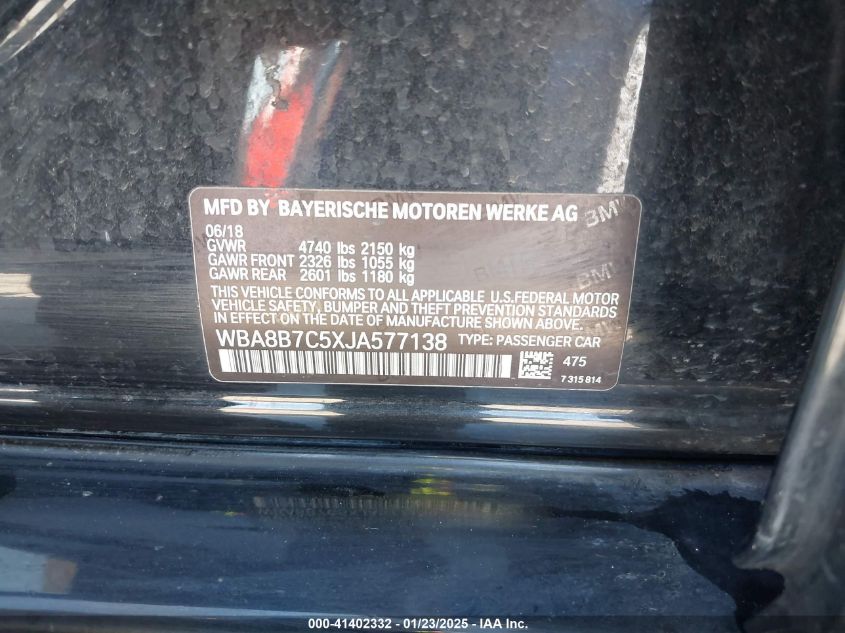 MFD BY BAYERISCHE MOTOREN WERKE AG
06/18
GVWR 4740 lbs 2150 kg
GAWR FRONT 2326 lbs 1055 kg
GAWR REAR 2601 lbs 1180 kg
THIS VEHICLE CONFORMS TO ALL APPLICABLE U.S.FEDERAL MOTOR
VEHICLE SAFETY, BUMPER AND THEFT PREVENTION STANDARDS
IN EFFECT ON THE DATE OF MANUFACTURE SHOWN ABOVE.
WBA8B7C5XJA577138 TYPE: PASSENGER CAR
475
7 315 814
000-41402332 - 01/23/2025 - IAA Inc.